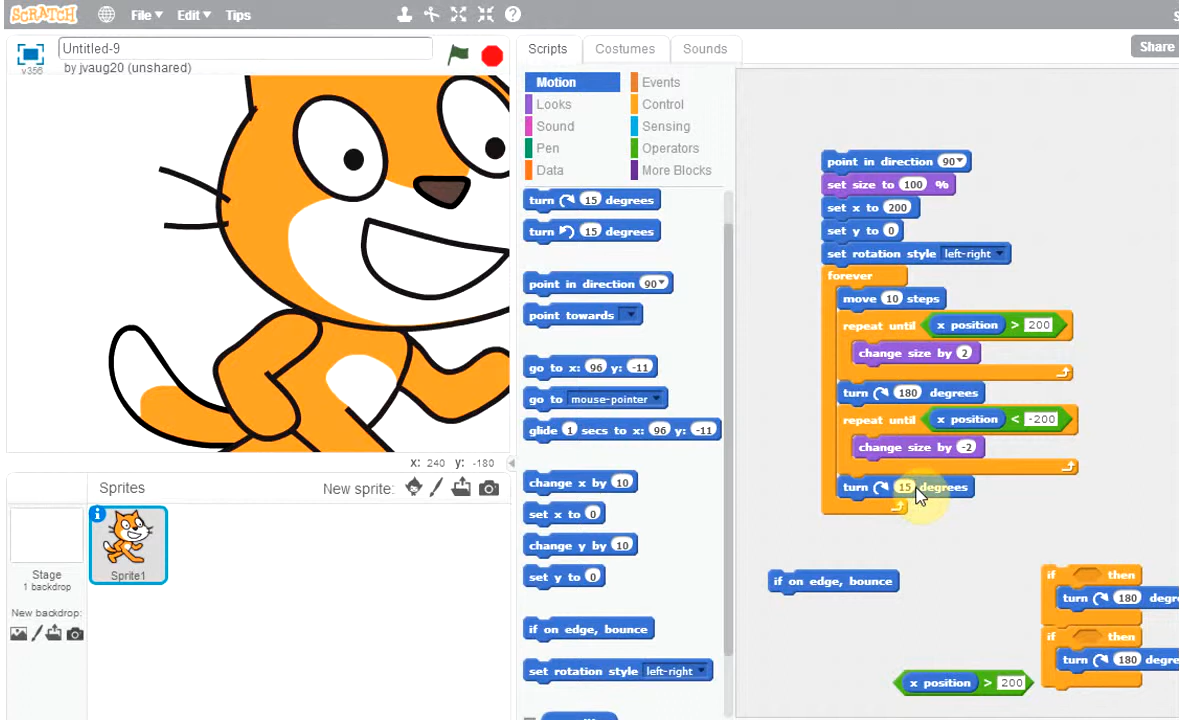 SCRATCH File Edit Tips
v356 Untitled-9
by jvaug20 (unshared)
Scripts Costumes Sounds
Share
Motion Events
Looks Control
Sound Sensing
Pen Operators
Data More Blocks
turn 15 degrees
turn 15 degrees
point in direction 90
point towards
go to x: 96 y: -11
go to mouse-pointer
glide 1 secs to x: 96 y: -11
change x by 10
set x to 0
change y by 10
set y to 0
if on edge, bounce
set rotation style left-right
x: 240 y: -180
Sprites New sprite:
Stage
1 backdrop
New backdrop:
Sprite1
point in direction 90
set size to 100 %
set x to 200
set y to 0
set rotation style left-right
forever
move 10 steps
repeat until x position > 200
change size by 2
turn 180 degrees
repeat until x position < -200
change size by -2
turn 15 degrees
if on edge, bounce
if then
turn 180 degre
if then
turn 180 degre
x position > 200